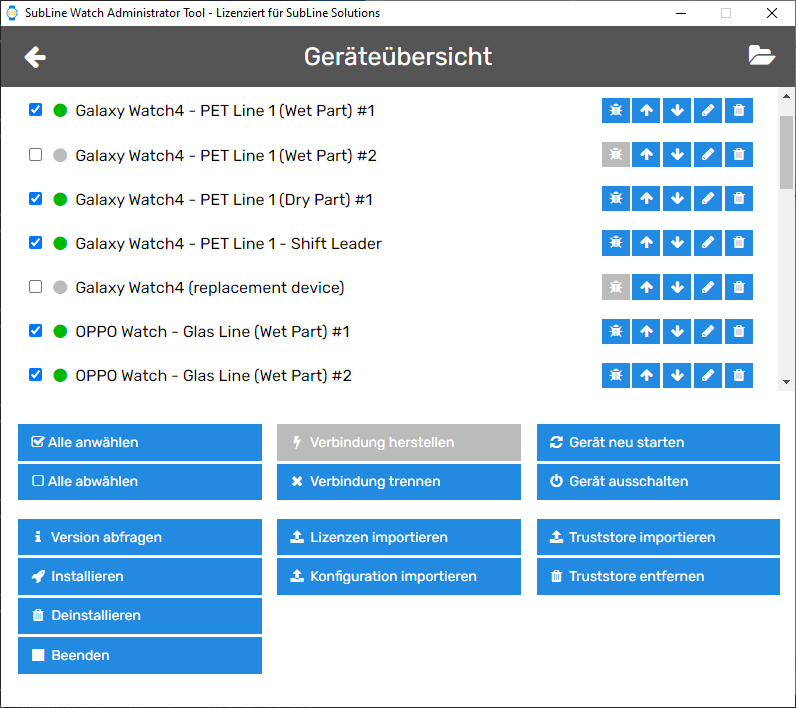 SubLine Watch Administrator Tool - Lizenziert für SubLine Solutions
Geräteübersicht
Galaxy Watch4 - PET Line 1 (Wet Part) #1
Galaxy Watch4 - PET Line 1 (Wet Part) #2
Galaxy Watch4 - PET Line 1 (Dry Part) #1
Galaxy Watch4 - PET Line 1 - Shift Leader
Galaxy Watch4 (replacement device)
OPPO Watch - Glas Line (Wet Part) #1
OPPO Watch - Glas Line (Wet Part) #2
Alle anwählen
Verbindung herstellen
Gerät neu starten
Alle abwählen
Verbindung trennen
Gerät ausschalten
Version abfragen
Lizenzen importieren
Truststore importieren
Installieren
Konfiguration importieren
Truststore entfernen
Deinstallieren
Beenden